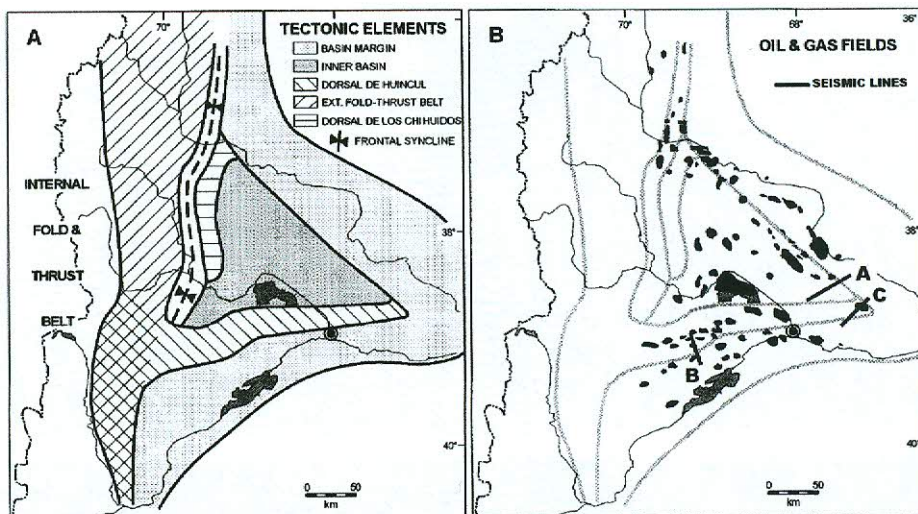 A
70°
TECTONIC ELEMENTS
BASIN MARGIN
INNER BASIN
DORSAL DE HUINCUL
EXT. FOLD-THRUST BELT
DORSAL DE LOS CHIHUIDOS
FRONTAL SYNCLINE
INTERNAL
FOLD &
THRUST
BELT
38°
40°
0 50
km
B
70°
68°
36°
OIL & GAS FIELDS
SEISMIC LINES
38°
A
C
B
40°
0 50
km